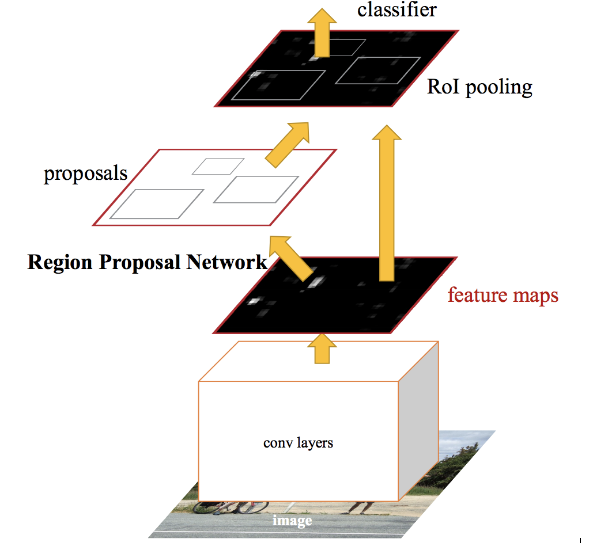 classifier
RoI pooling
proposals
Region Proposal Network
feature maps
conv layers
image